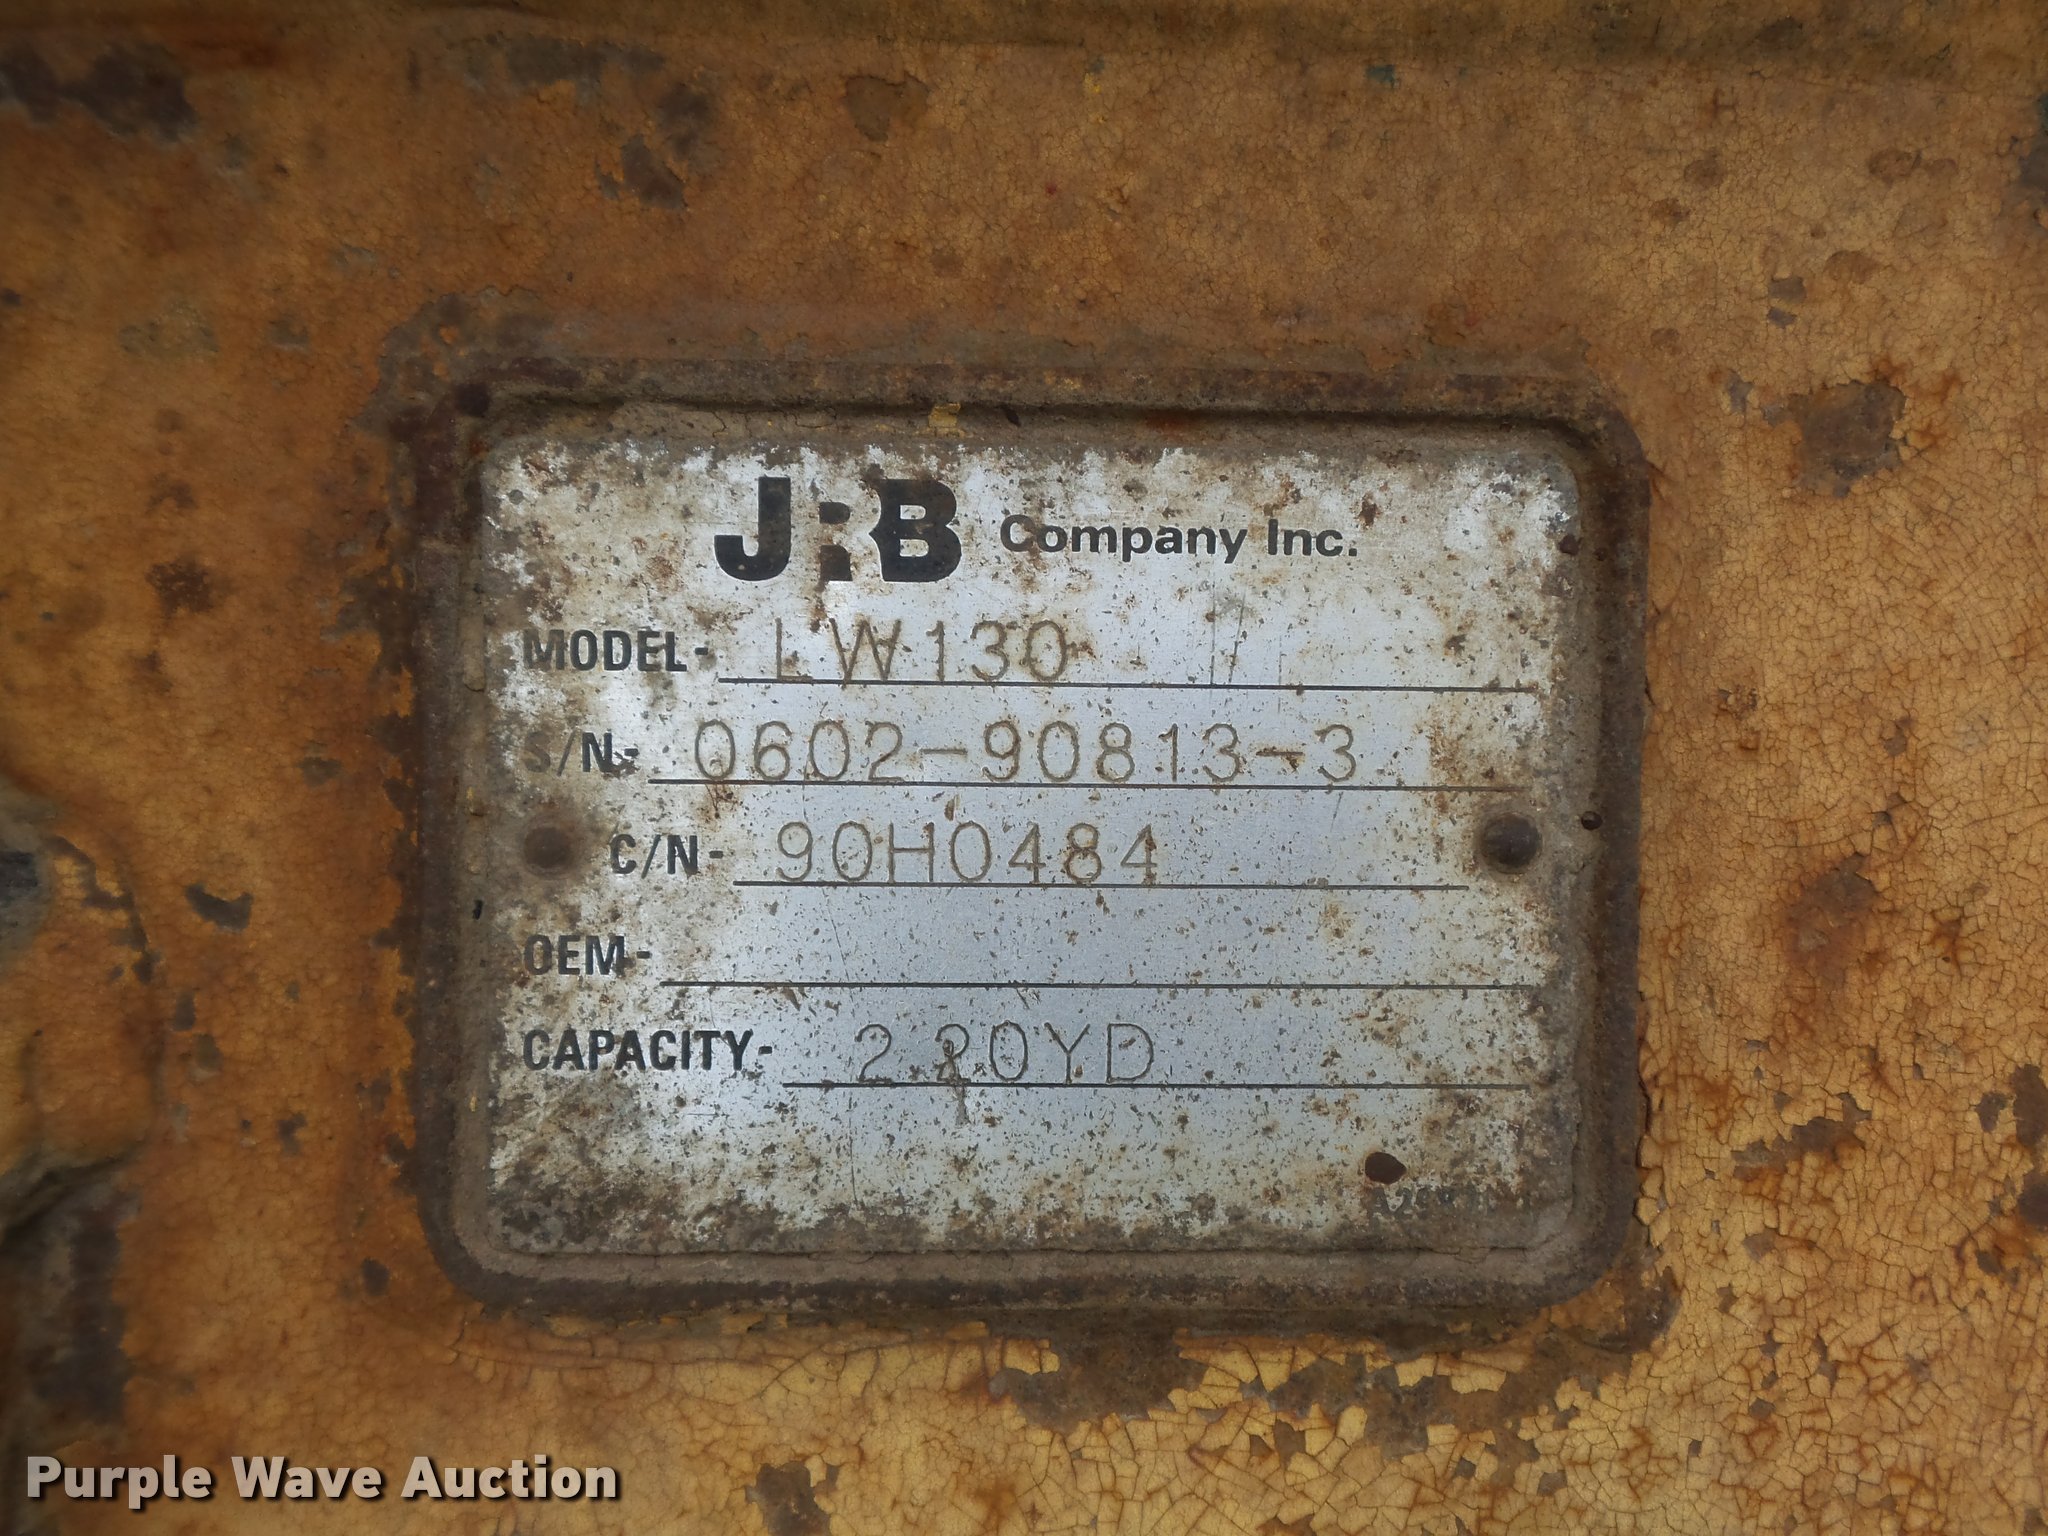 JRB Company Inc.
MODEL- LW130
S/N- 0602-90813-3
C/N- 90H0484
OEM-
CAPACITY- 2.20YD
Purple Wave Auction